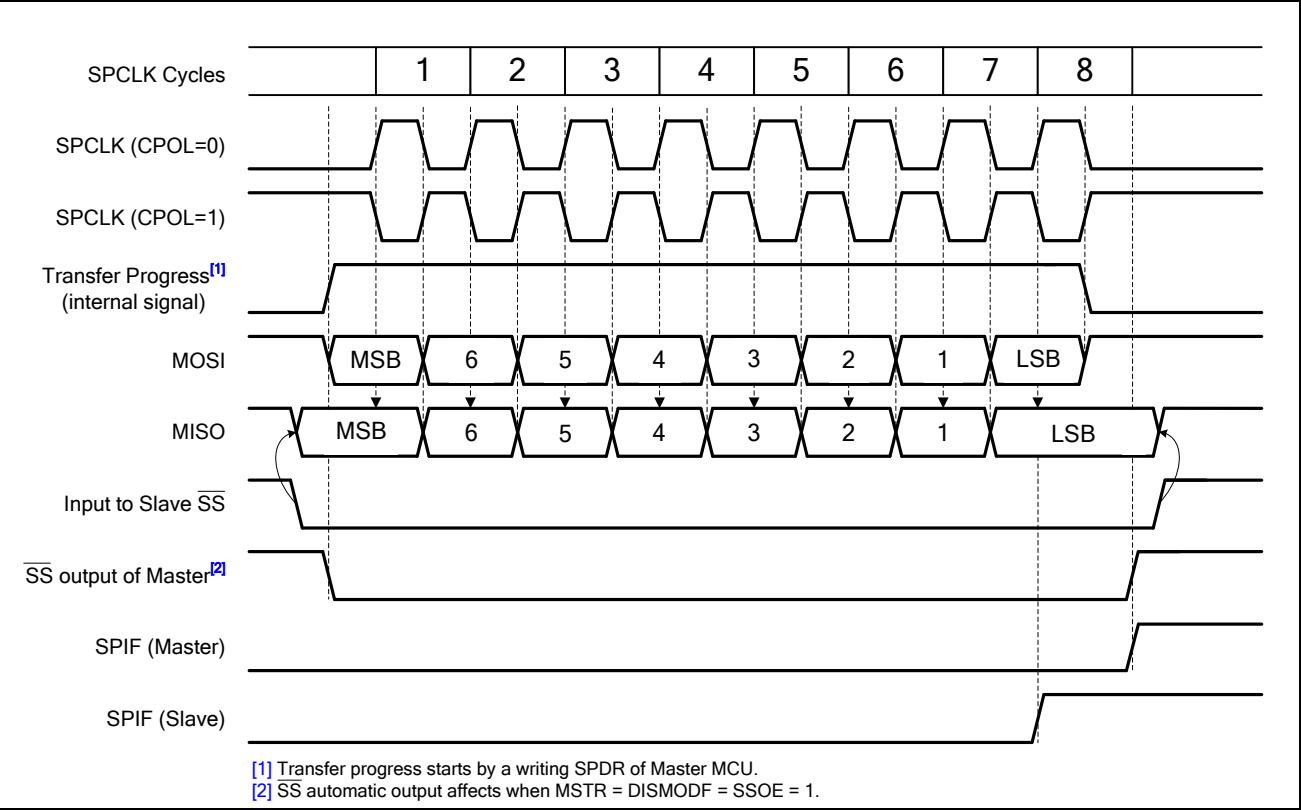 SPCLK Cycles 1 2 3 4 5 6 7 8
SPCLK (CPOL=0)
SPCLK (CPOL=1)
Transfer Progress[1]
(internal signal)
MOSI MSB 6 5 4 3 2 1 LSB
MISO MSB 6 5 4 3 2 1 LSB
Input to Slave S̅S̅
S̅S̅ output of Master[2]
SPIF (Master)
SPIF (Slave)
[1] Transfer progress starts by a writing SPDR of Master MCU.
[2] S̅S̅ automatic output affects when MSTR = DISMODF = SSOE = 1.